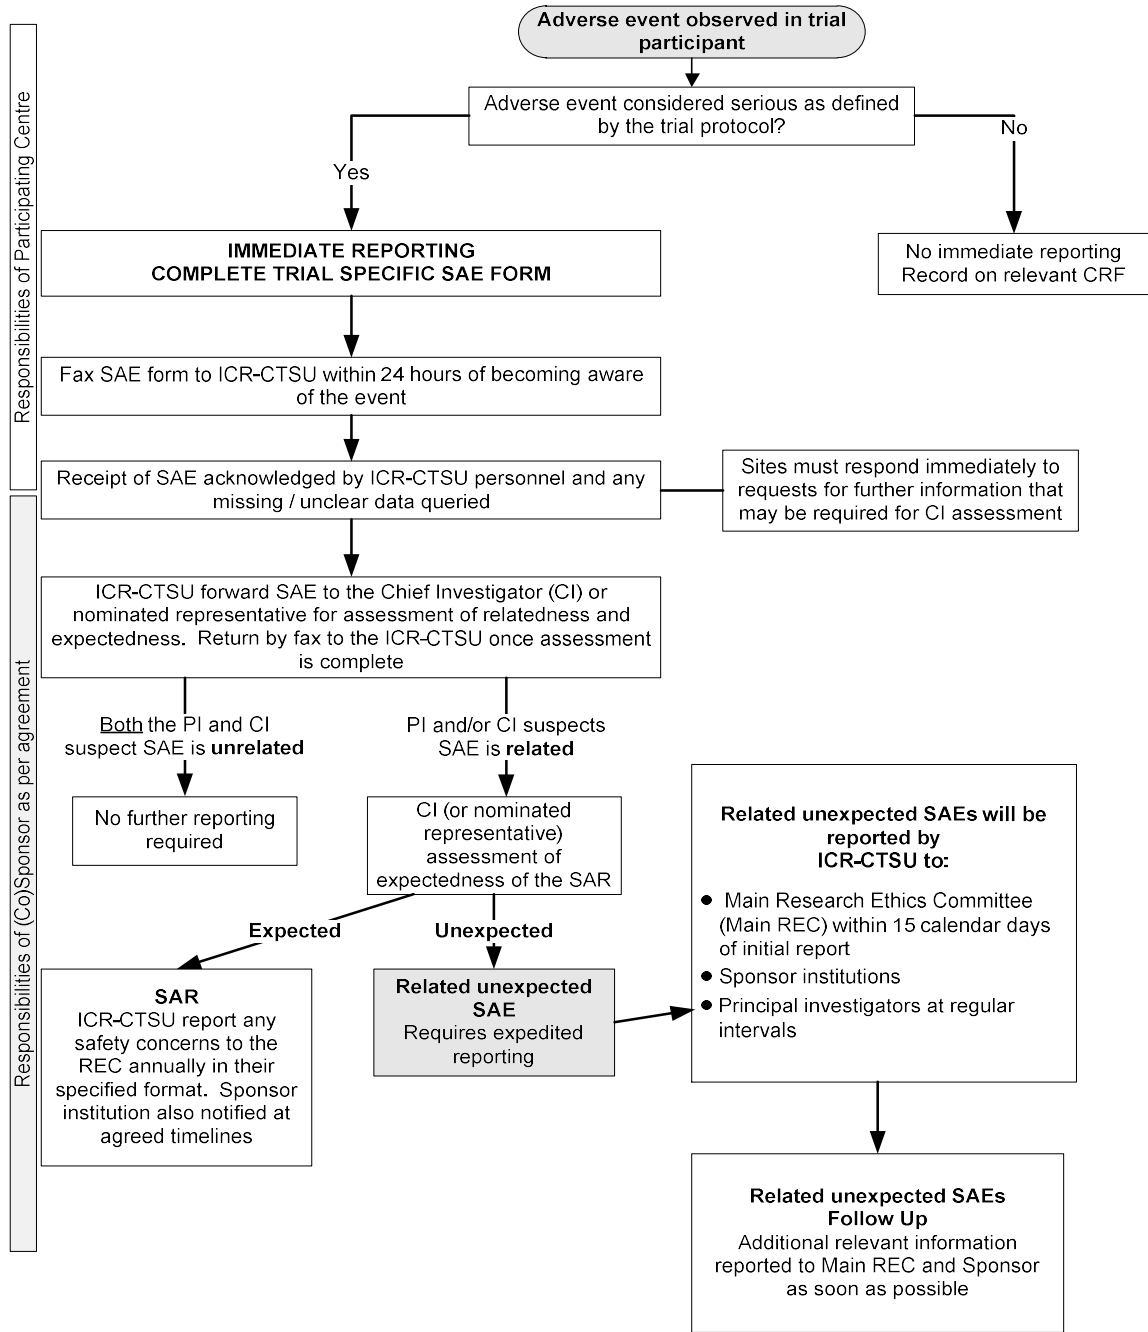 Adverse event observed in trial
participant
Adverse event considered serious as defined
by the trial protocol?
No
Yes
IMMEDIATE REPORTING
COMPLETE TRIAL SPECIFIC SAE FORM
No immediate reporting
Record on relevant CRF
Responsibilities of Participating Centre
Fax SAE form to ICR-CTSU within 24 hours of becoming aware
of the event
Receipt of SAE acknowledged by ICR-CTSU personnel and any
missing / unclear data queried
Sites must respond immediately to
requests for further information that
may be required for CI assessment
Responsibilities of (Co)Sponsor as per agreement
ICR-CTSU forward SAE to the Chief Investigator (CI) or
nominated representative for assessment of relatedness and
expectedness.  Return by fax to the ICR-CTSU once assessment
is complete
Both the PI and CI
suspect SAE is unrelated
PI and/or CI suspects
SAE is related
No further reporting
required
CI (or nominated
representative)
assessment of
expectedness of the SAR
Expected
Unexpected
SAR
ICR-CTSU report any
safety concerns to the
REC annually in their
specified format.  Sponsor
institution also notified at
agreed timelines
Related unexpected
SAE
Requires expedited
reporting
Related unexpected SAEs will be
reported by
ICR-CTSU to:
● Main Research Ethics Committee
(Main REC) within 15 calendar days
of initial report
● Sponsor institutions
● Principal investigators at regular
intervals
Related unexpected SAEs
Follow Up
Additional relevant information
reported to Main REC and Sponsor
as soon as possible